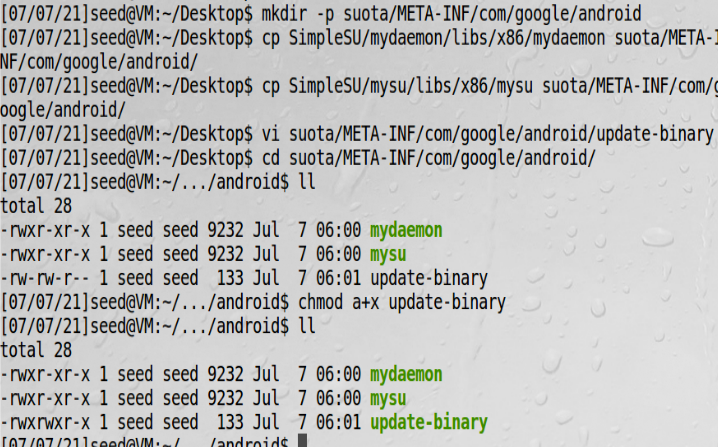 [07/07/21]seed@VM:~/Desktop$ mkdir -p suota/META-INF/com/google/android
[07/07/21]seed@VM:~/Desktop$ cp SimpleSU/mydaemon/libs/x86/mydaemon suota/META-I
NF/com/google/android/
[07/07/21]seed@VM:~/Desktop$ cp SimpleSU/mysu/libs/x86/mysu suota/META-INF/com/g
oogle/android/
[07/07/21]seed@VM:~/Desktop$ vi suota/META-INF/com/google/android/update-binary
[07/07/21]seed@VM:~/Desktop$ cd suota/META-INF/com/google/android/
[07/07/21]seed@VM:~/.../android$ ll
total 28
-rwxr-xr-x 1 seed seed 9232 Jul  7 06:00 mydaemon
-rwxr-xr-x 1 seed seed 9232 Jul  7 06:00 mysu
-rw-rw-r-- 1 seed seed  133 Jul  7 06:01 update-binary
[07/07/21]seed@VM:~/.../android$ chmod a+x update-binary
[07/07/21]seed@VM:~/.../android$ ll
total 28
-rwxr-xr-x 1 seed seed 9232 Jul  7 06:00 mydaemon
-rwxr-xr-x 1 seed seed 9232 Jul  7 06:00 mysu
-rwxrwxr-x 1 seed seed  133 Jul  7 06:01 update-binary
[07/07/21]seed@VM:~/.../android$